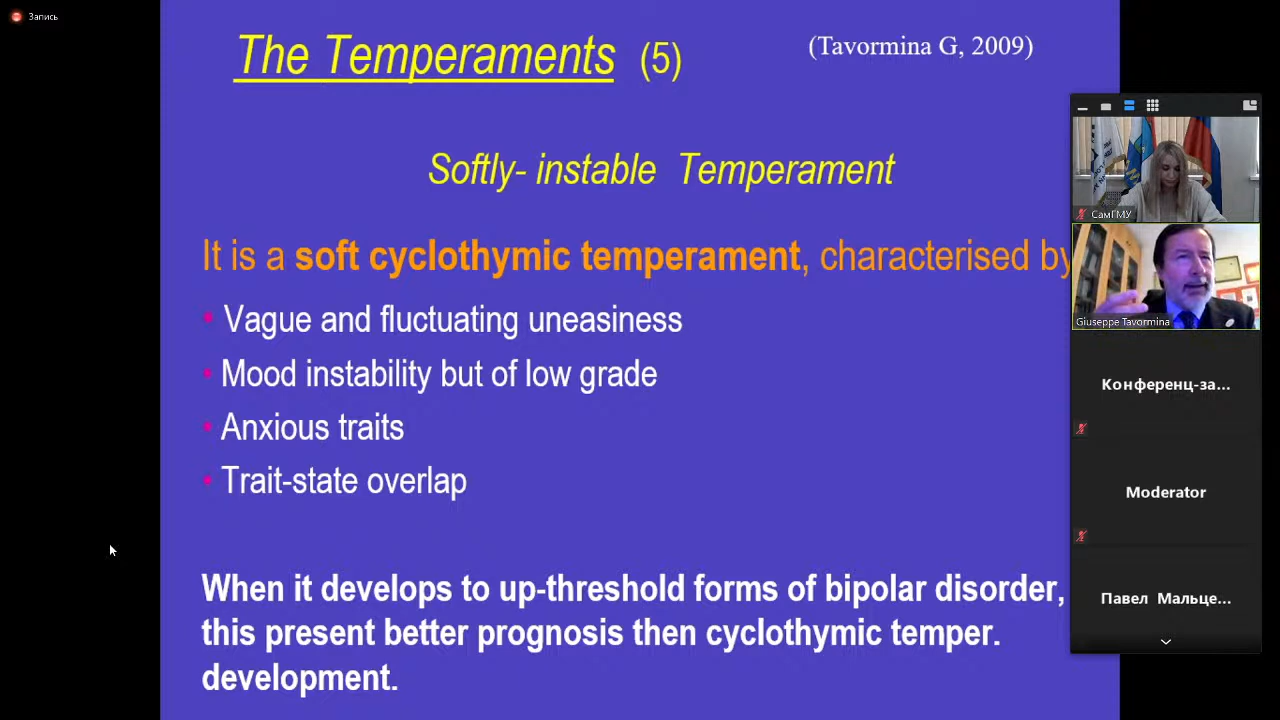 Запись
The Temperaments (5)
(Tavormina G, 2009)
Softly- instable Temperament
It is a soft cyclothymic temperament, characterised by
• Vague and fluctuating uneasiness
• Mood instability but of low grade
• Anxious traits
• Trait-state overlap
When it develops to up-threshold forms of bipolar disorder,
this present better prognosis then cyclothymic temper.
development.
СамГМУ
Giuseppe Tavormina
Конференц-за...
Moderator
Павел Мальце...